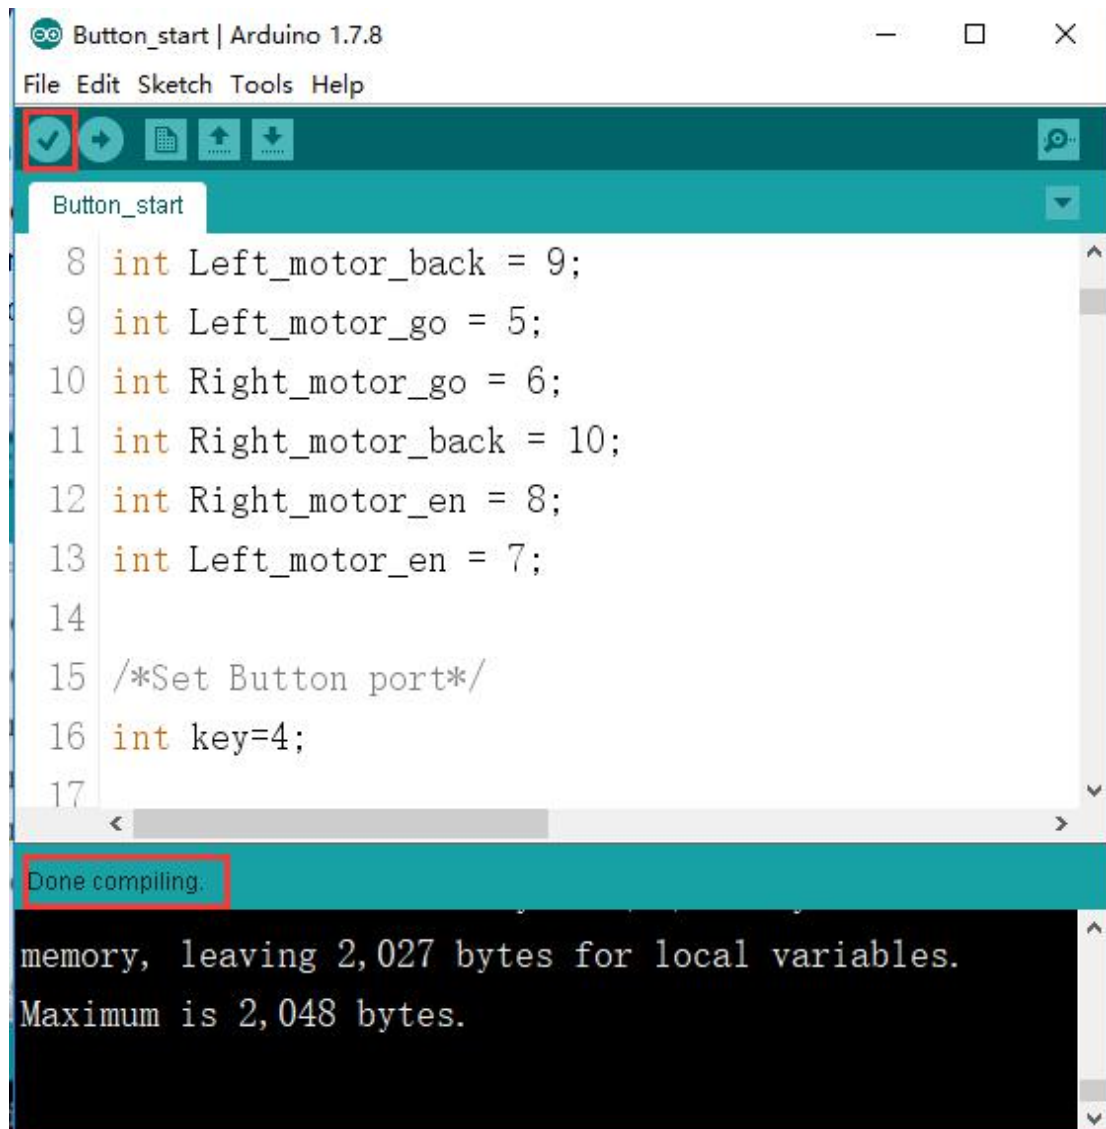 Button_start | Arduino 1.7.8
File Edit Sketch Tools Help
Button_start
8 int Left_motor_back = 9;
9 int Left_motor_go = 5;
10 int Right_motor_go = 6;
11 int Right_motor_back = 10;
12 int Right_motor_en = 8;
13 int Left_motor_en = 7;
14
15 /*Set Button port*/
16 int key=4;
17
Done compiling.
memory, leaving 2,027 bytes for local variables.
Maximum is 2,048 bytes.